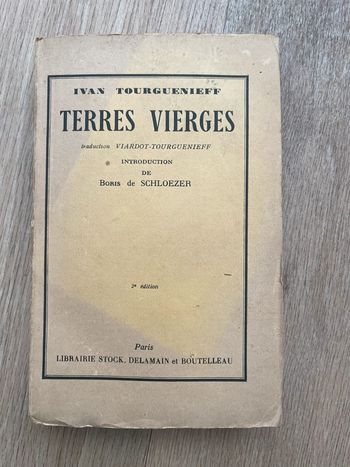 IVAN TOURGUENIEFF
TERRES VIERGES
traduction VIARDOT-TOURGUENIEFF
INTRODUCTION
DE
BORIS de SCHLOEZER
2e édition
Paris
LIBRAIRIE STOCK, DELAMAIN et BOUTELLEAU